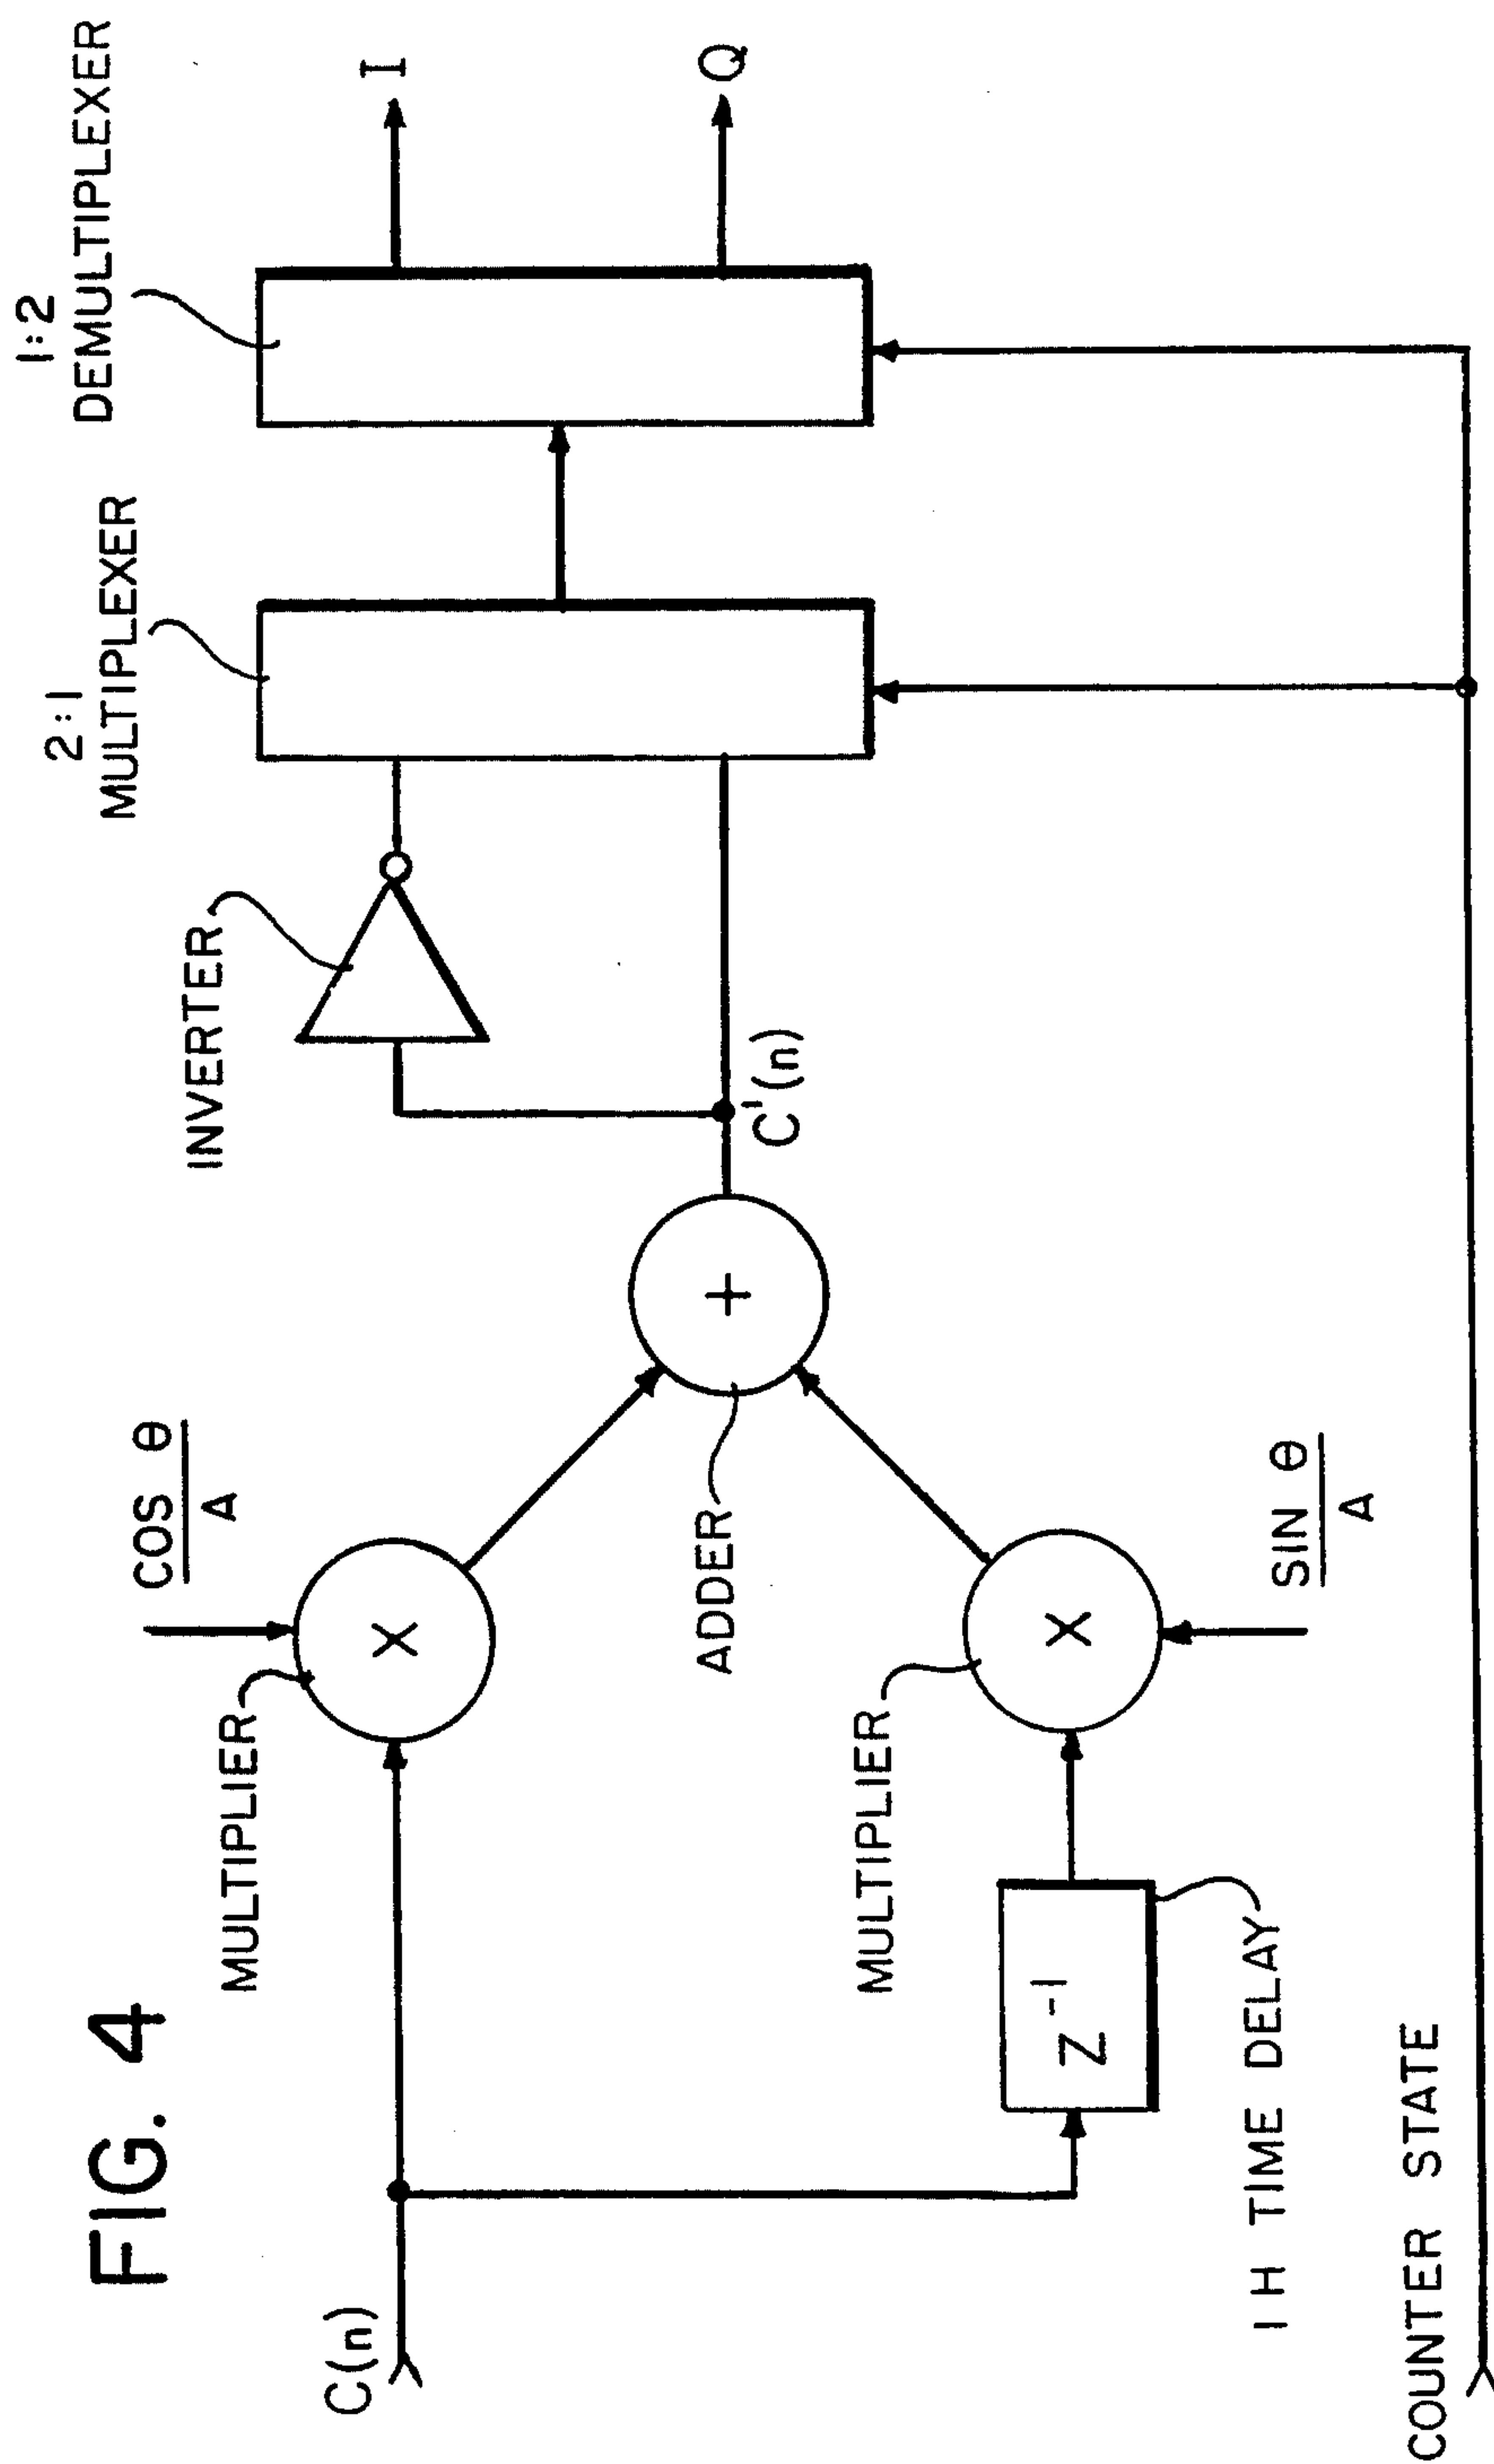 FIG. 4
C(n)
MULTIPLIER
X
COS θ
A
Z⁻¹
1 H TIME DELAY
MULTIPLIER
X
SIN θ
A
ADDER
+
C'(n)
INVERTER
2:1
MULTIPLEXER
1:2
DEMULTIPLEXER
I
Q
COUNTER STATE